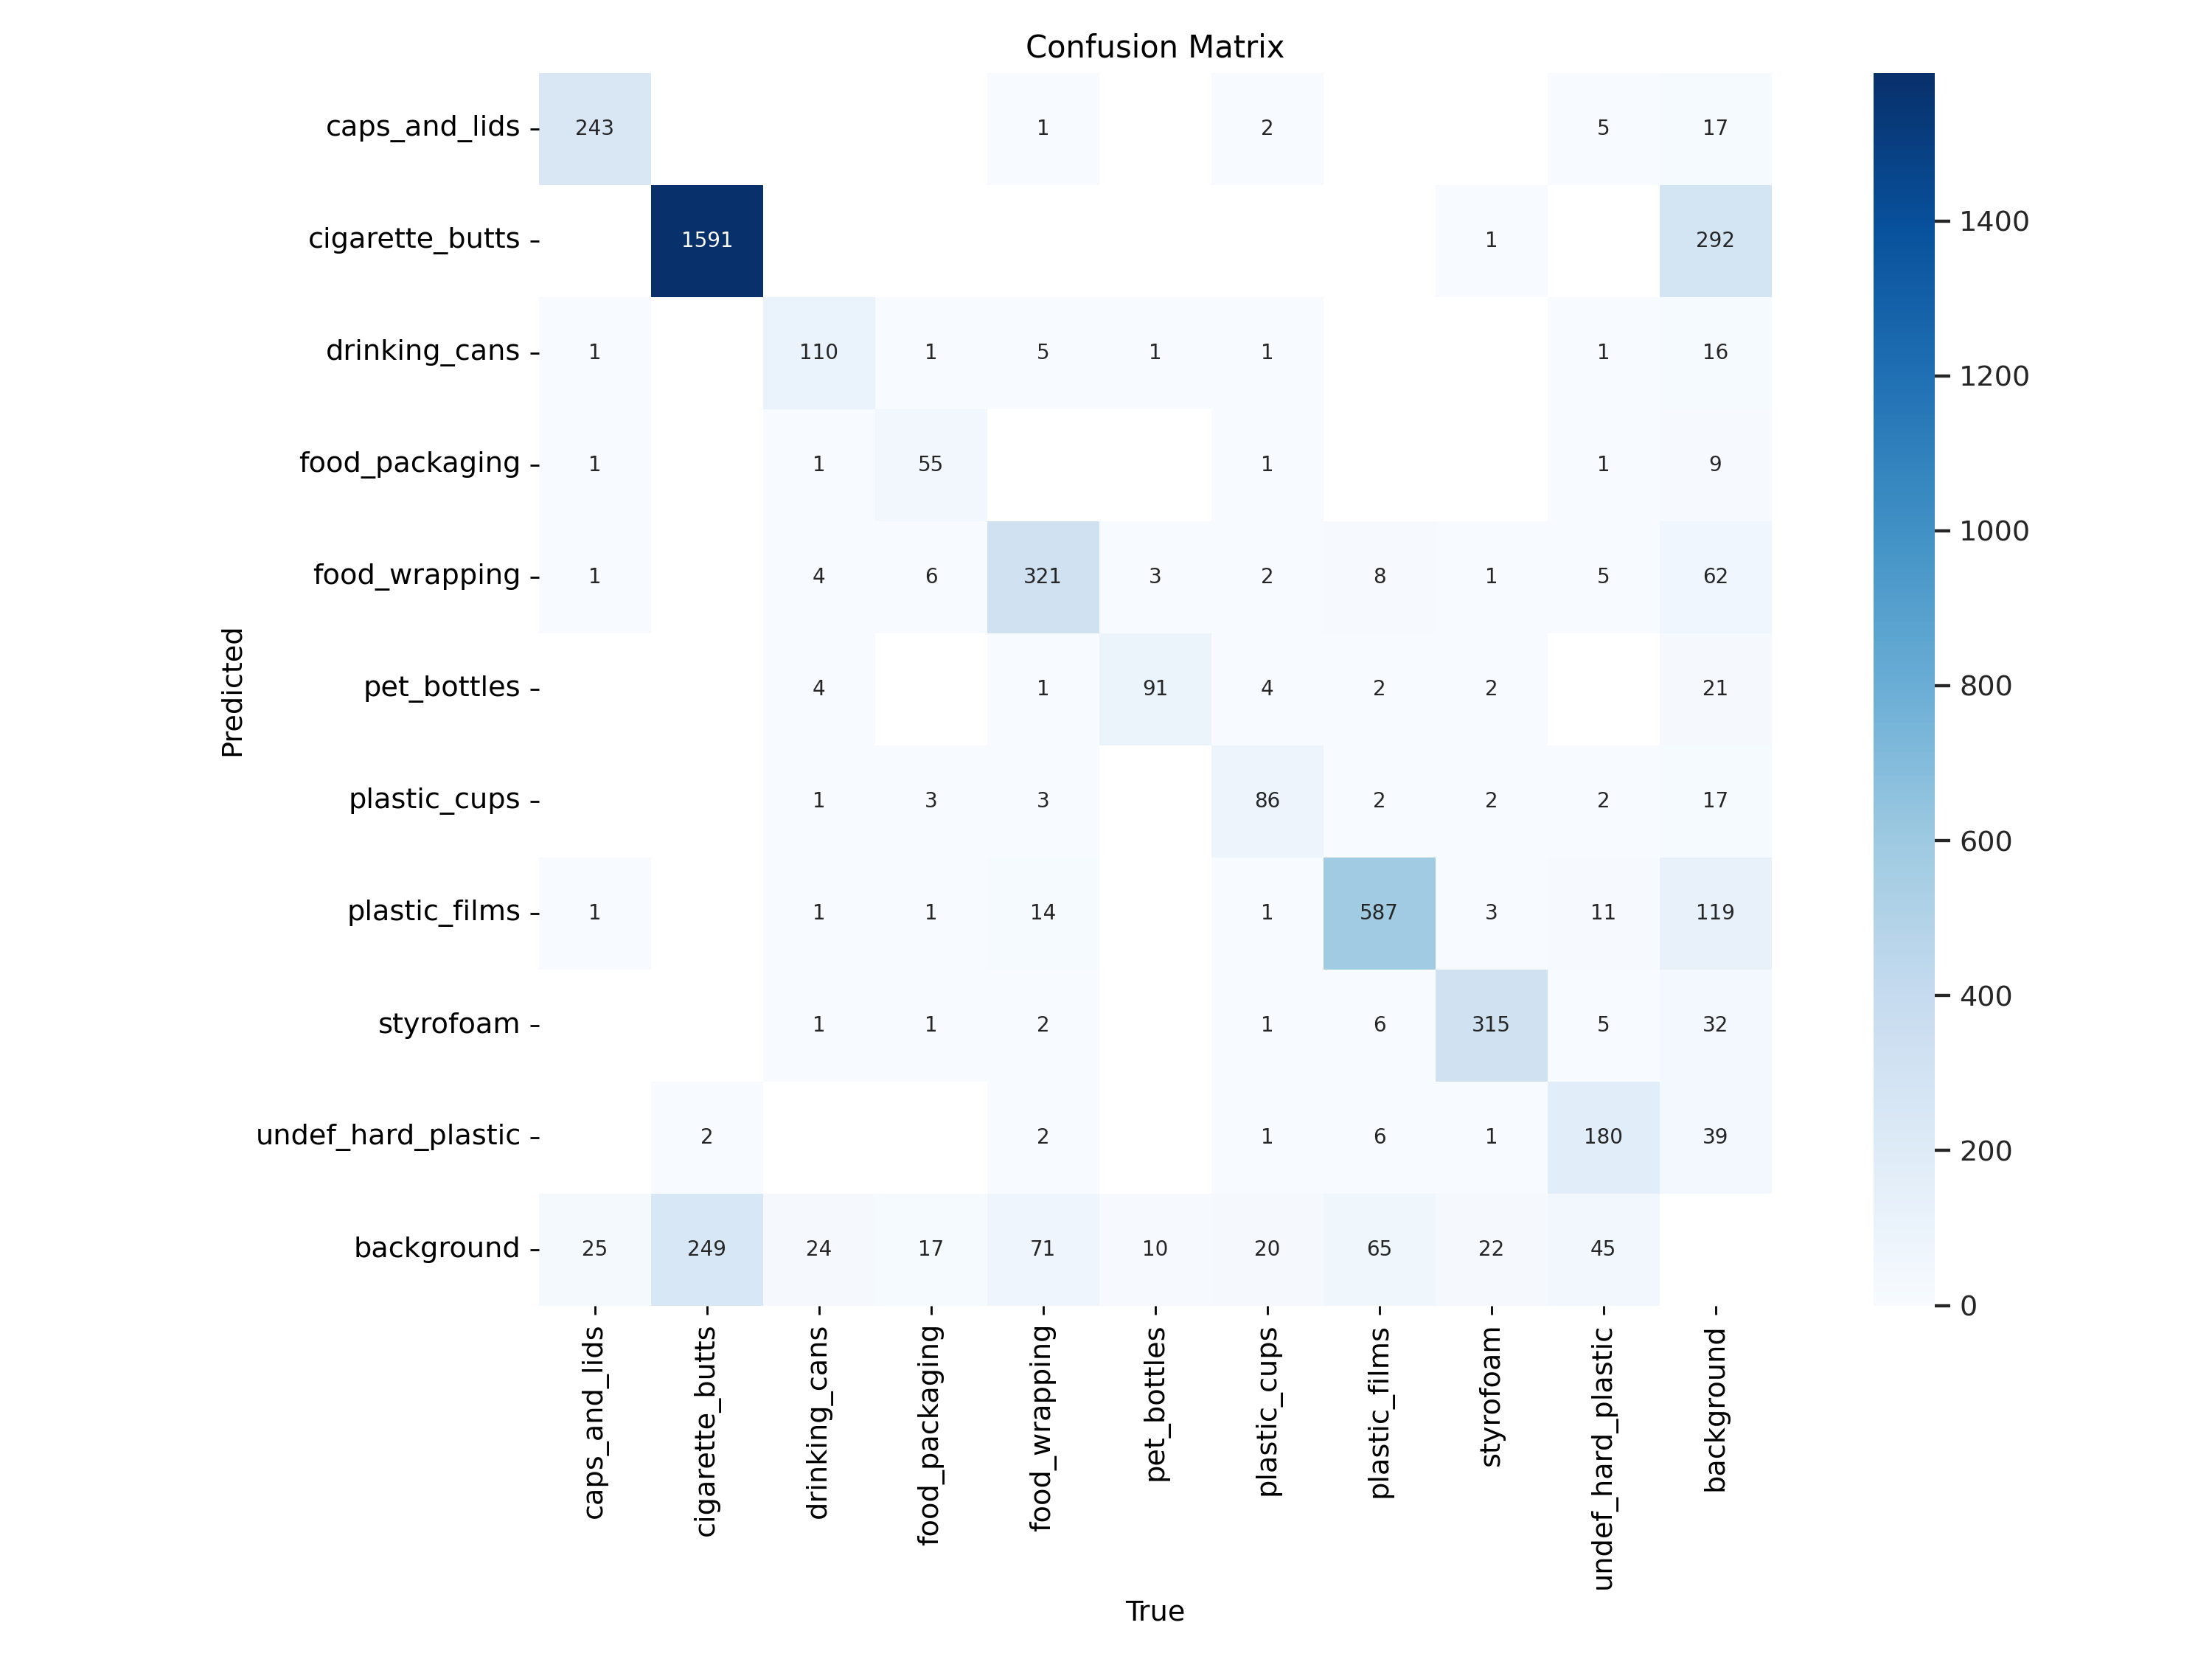 Confusion Matrix
caps_and_lids 243 1 2 5 17
cigarette_butts 1591 1 292
drinking_cans 1 110 1 5 1 1 1 16
food_packaging 1 1 55 1 1 9
food_wrapping 1 4 6 321 3 2 8 1 5 62
pet_bottles 4 1 91 4 2 2 21
plastic_cups 1 3 3 86 2 2 2 17
plastic_films 1 1 1 14 1 587 3 11 119
styrofoam 1 1 2 1 6 315 5 32
undef_hard_plastic 2 2 1 6 1 180 39
background 25 249 24 17 71 10 20 65 22 45
Predicted
caps_and_lids
cigarette_butts
drinking_cans
food_packaging
food_wrapping
pet_bottles
plastic_cups
plastic_films
styrofoam
undef_hard_plastic
background
True
1400
1200
1000
800
600
400
200
0